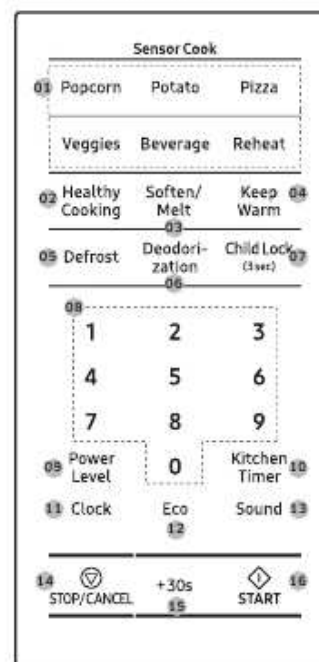 Sensor Cook
01 Popcorn Potato Pizza
Veggies Beverage Reheat
02 Healthy Cooking Soften/ Melt Keep Warm 04
03
05 Defrost Deodori- zation Child Lock (3 sec) 07
06
08
1 2 3
4 5 6
7 8 9
09 Power Level 0 Kitchen Timer 10
11 Clock Eco Sound 13
12
14 STOP/CANCEL +30s START 16
15